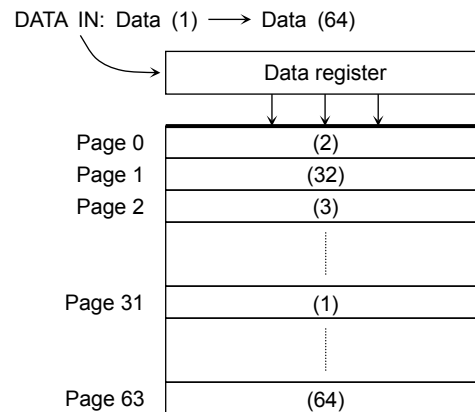 DATA IN: Data (1) → Data (64)
Data register
Page 0 (2)
Page 1 (32)
Page 2 (3)
Page 31 (1)
Page 63 (64)